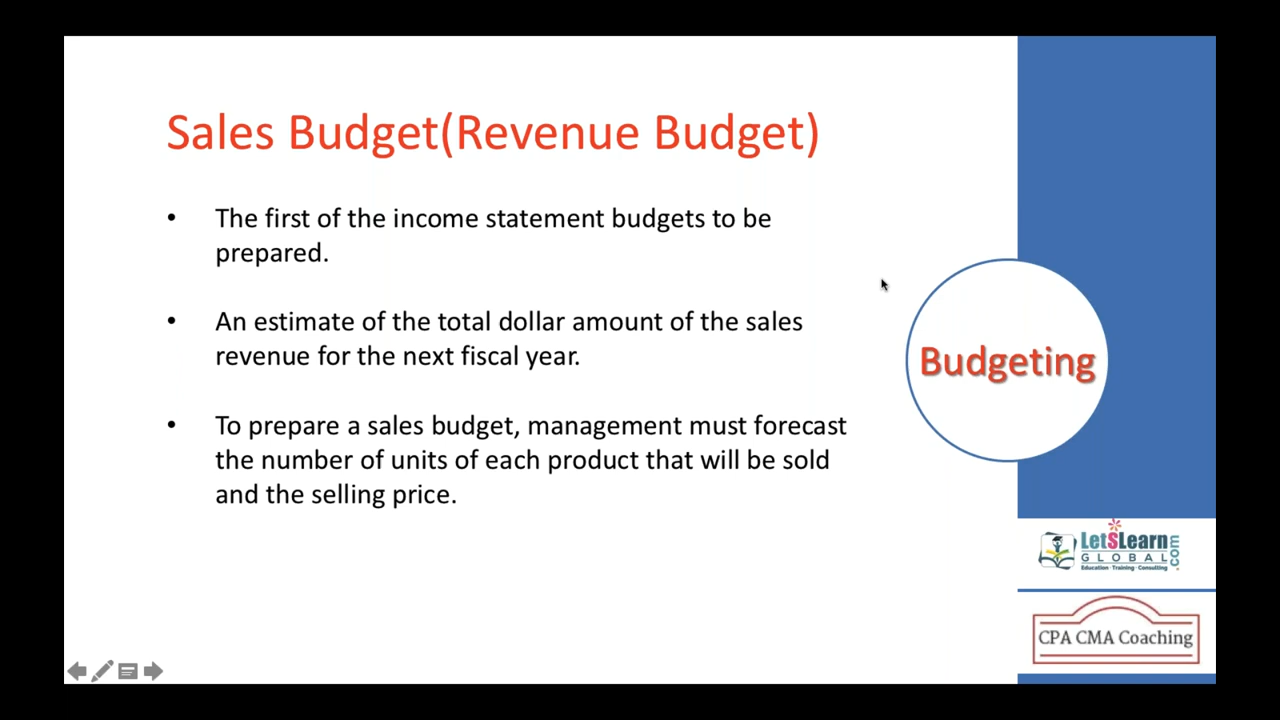 Sales Budget(Revenue Budget)
• The first of the income statement budgets to be
prepared.
• An estimate of the total dollar amount of the sales
revenue for the next fiscal year.
• To prepare a sales budget, management must forecast
the number of units of each product that will be sold
and the selling price.
Budgeting
LetSLearn
GLOBAL.com
Education · Training · Consulting
CPA CMA Coaching